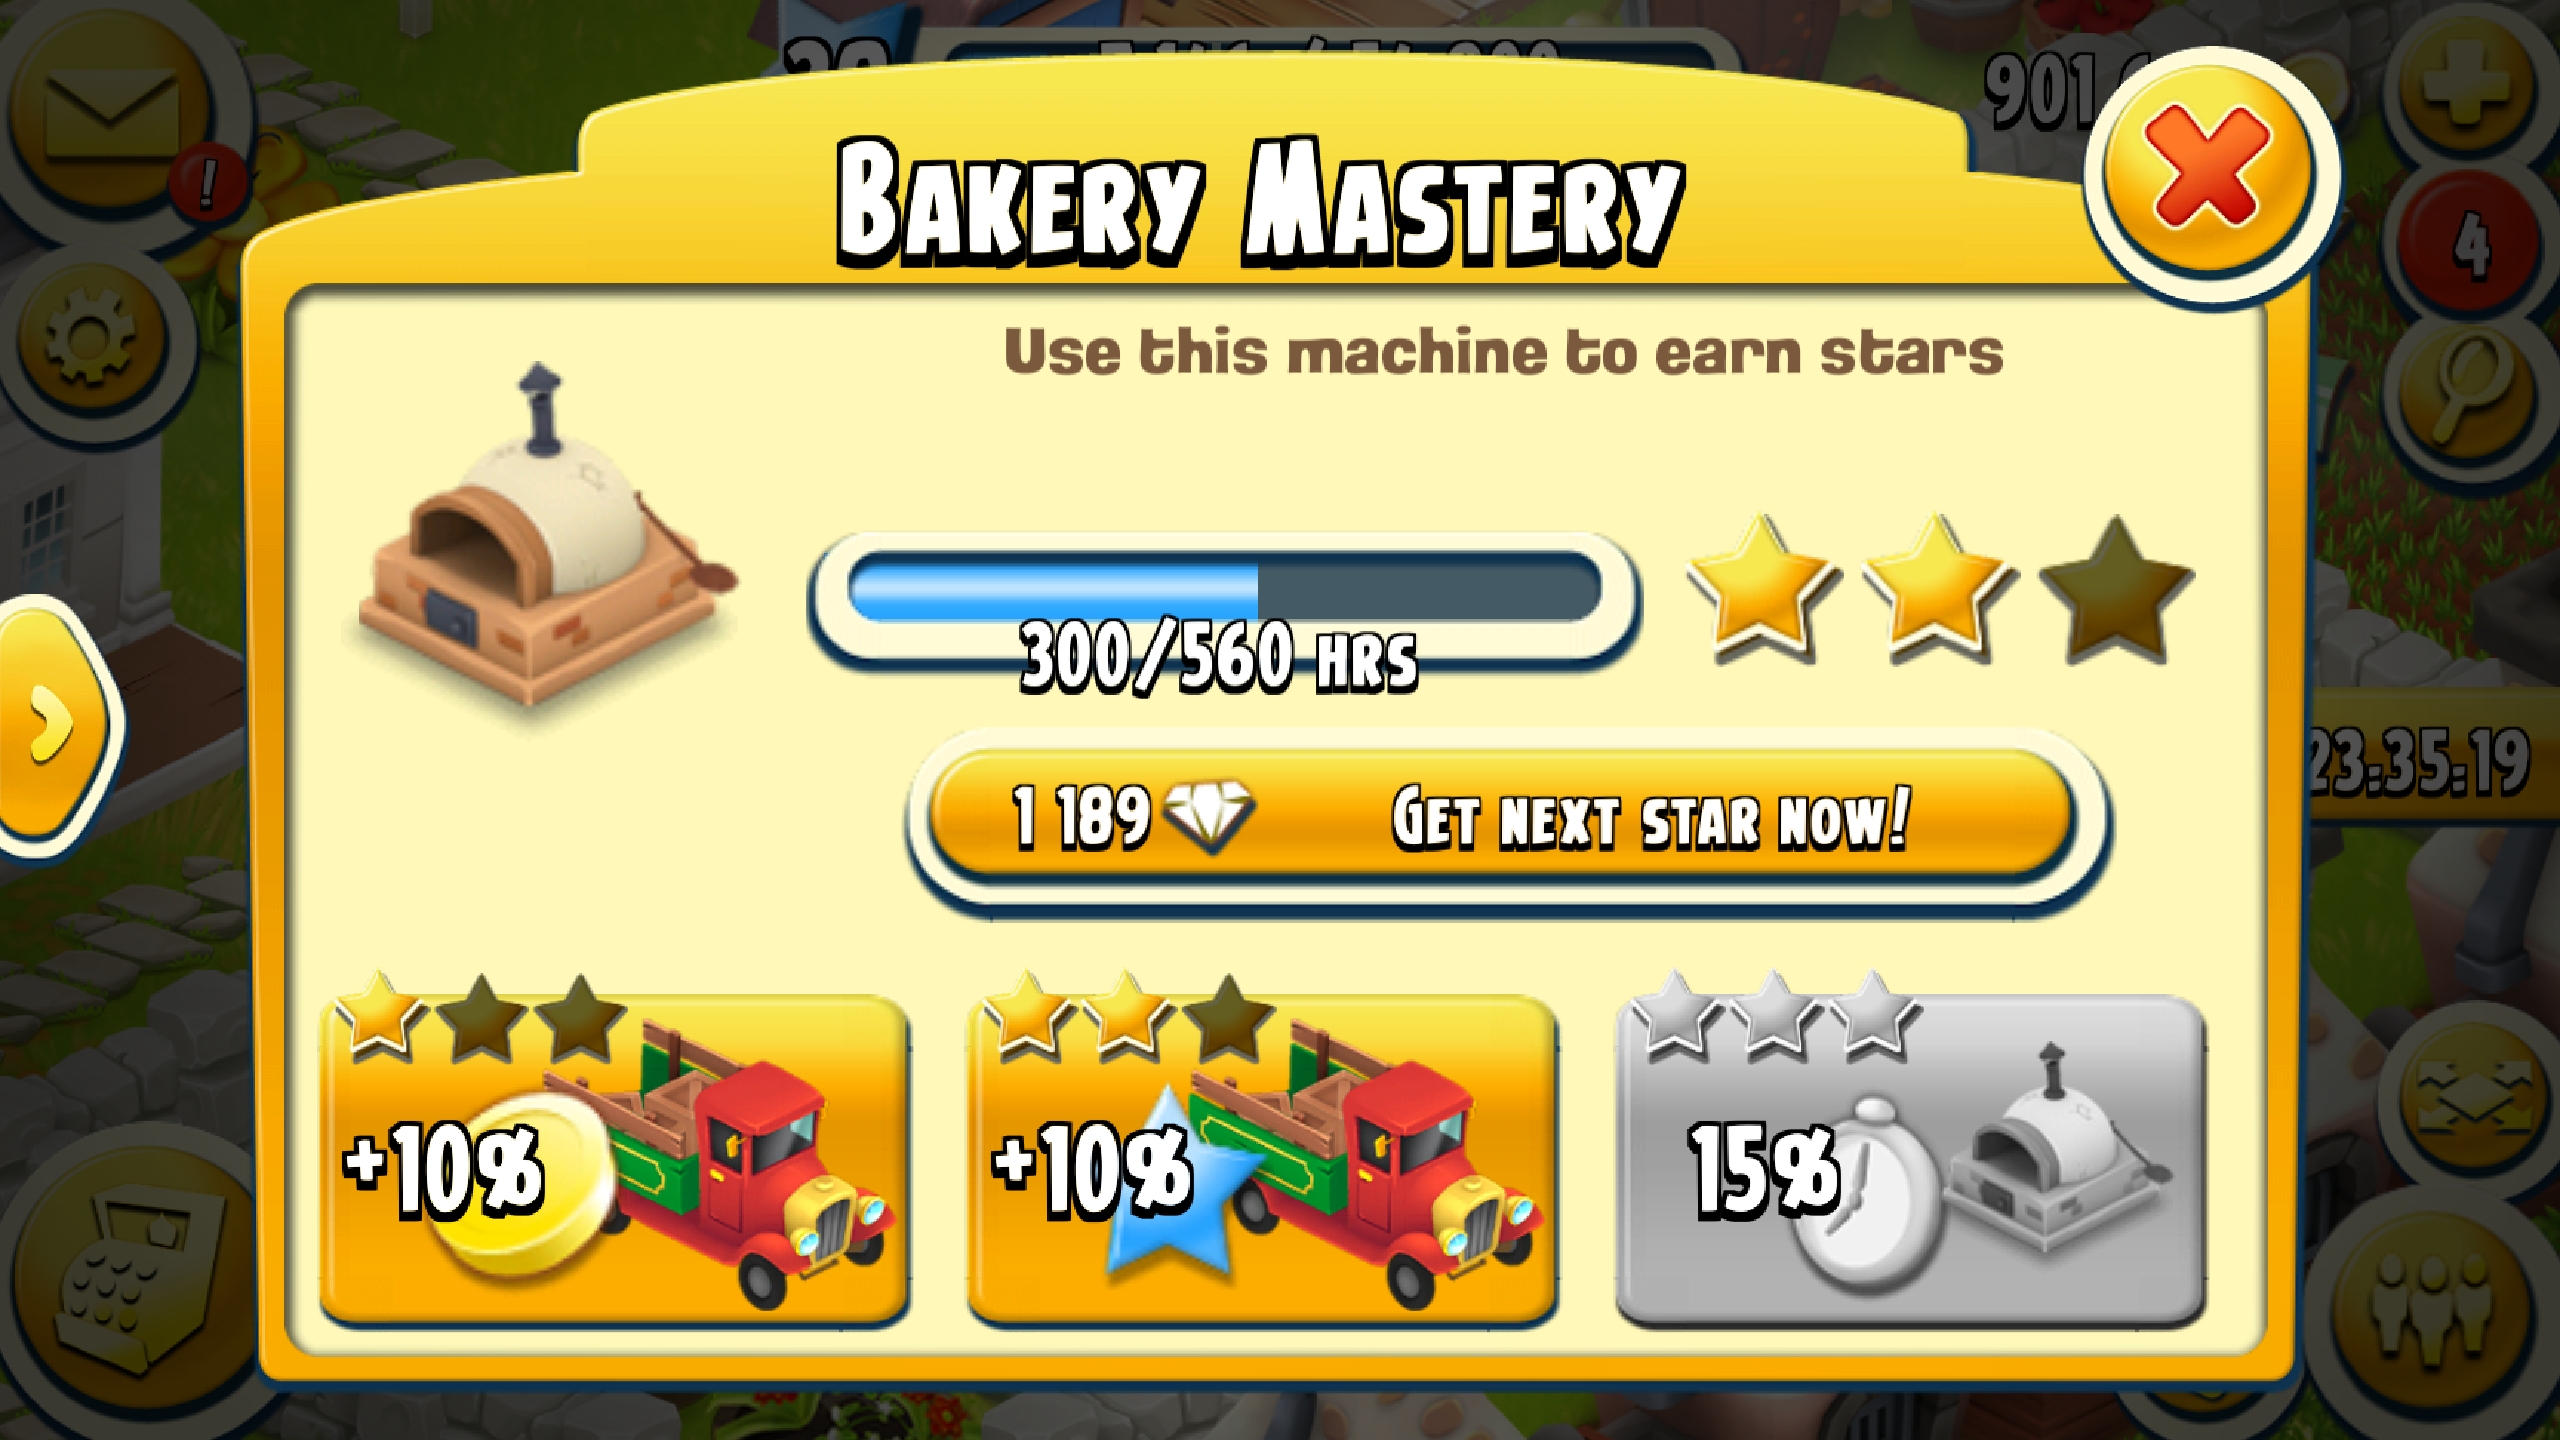 901
!
Bakery Mastery
4
Use this machine to earn stars
300/560 hrs
23:35:19
1 189 Get next star now!
+10%
+10%
15%